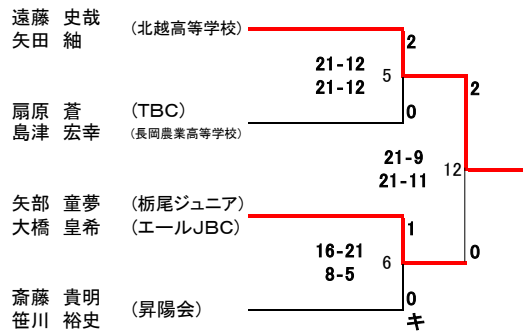 遠藤 史哉 (北越高等学校)
矢田 紬
2
21-12
21-12
5
2
扇原 蒼 (TBC)
0
島津 宏幸 (長岡農業高等学校)
21-9
21-11
12
矢部 童夢 (栃尾ジュニア)
大橋 皇希 (エールJBC)
1
16-21
8-5
6
0
斎藤 貴明 (昇陽会)
笹川 裕史
0
キ